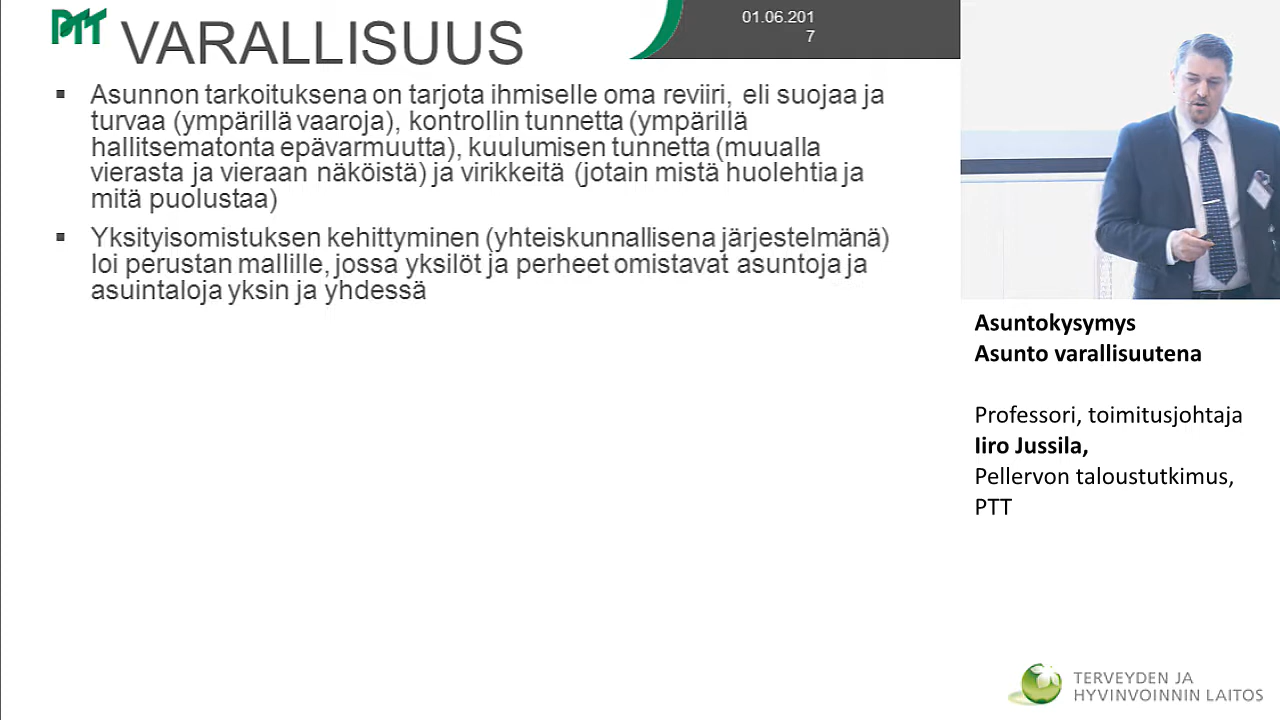 PTT
VARALLISUUS
01.06.201
7
▪ Asunnon tarkoituksena on tarjota ihmiselle oma reviiri, eli suojaa ja
turvaa (ympärillä vaaroja), kontrollin tunnetta (ympärillä
hallitsematonta epävarmuutta), kuulumisen tunnetta (muualla
vierasta ja vieraan näköistä) ja virikkeitä (jotain mistä huolehtia ja
mitä puolustaa)
▪ Yksityisomistuksen kehittyminen (yhteiskunnallisena järjestelmänä)
loi perustan mallille, jossa yksilöt ja perheet omistavat asuntoja ja
asuintaloja yksin ja yhdessä
Asuntokysymys
Asunto varallisuutena
Professori, toimitusjohtaja
Iiro Jussila,
Pellervon taloustutkimus,
PTT
TERVEYDEN JA
HYVINVOINNIN LAITOS